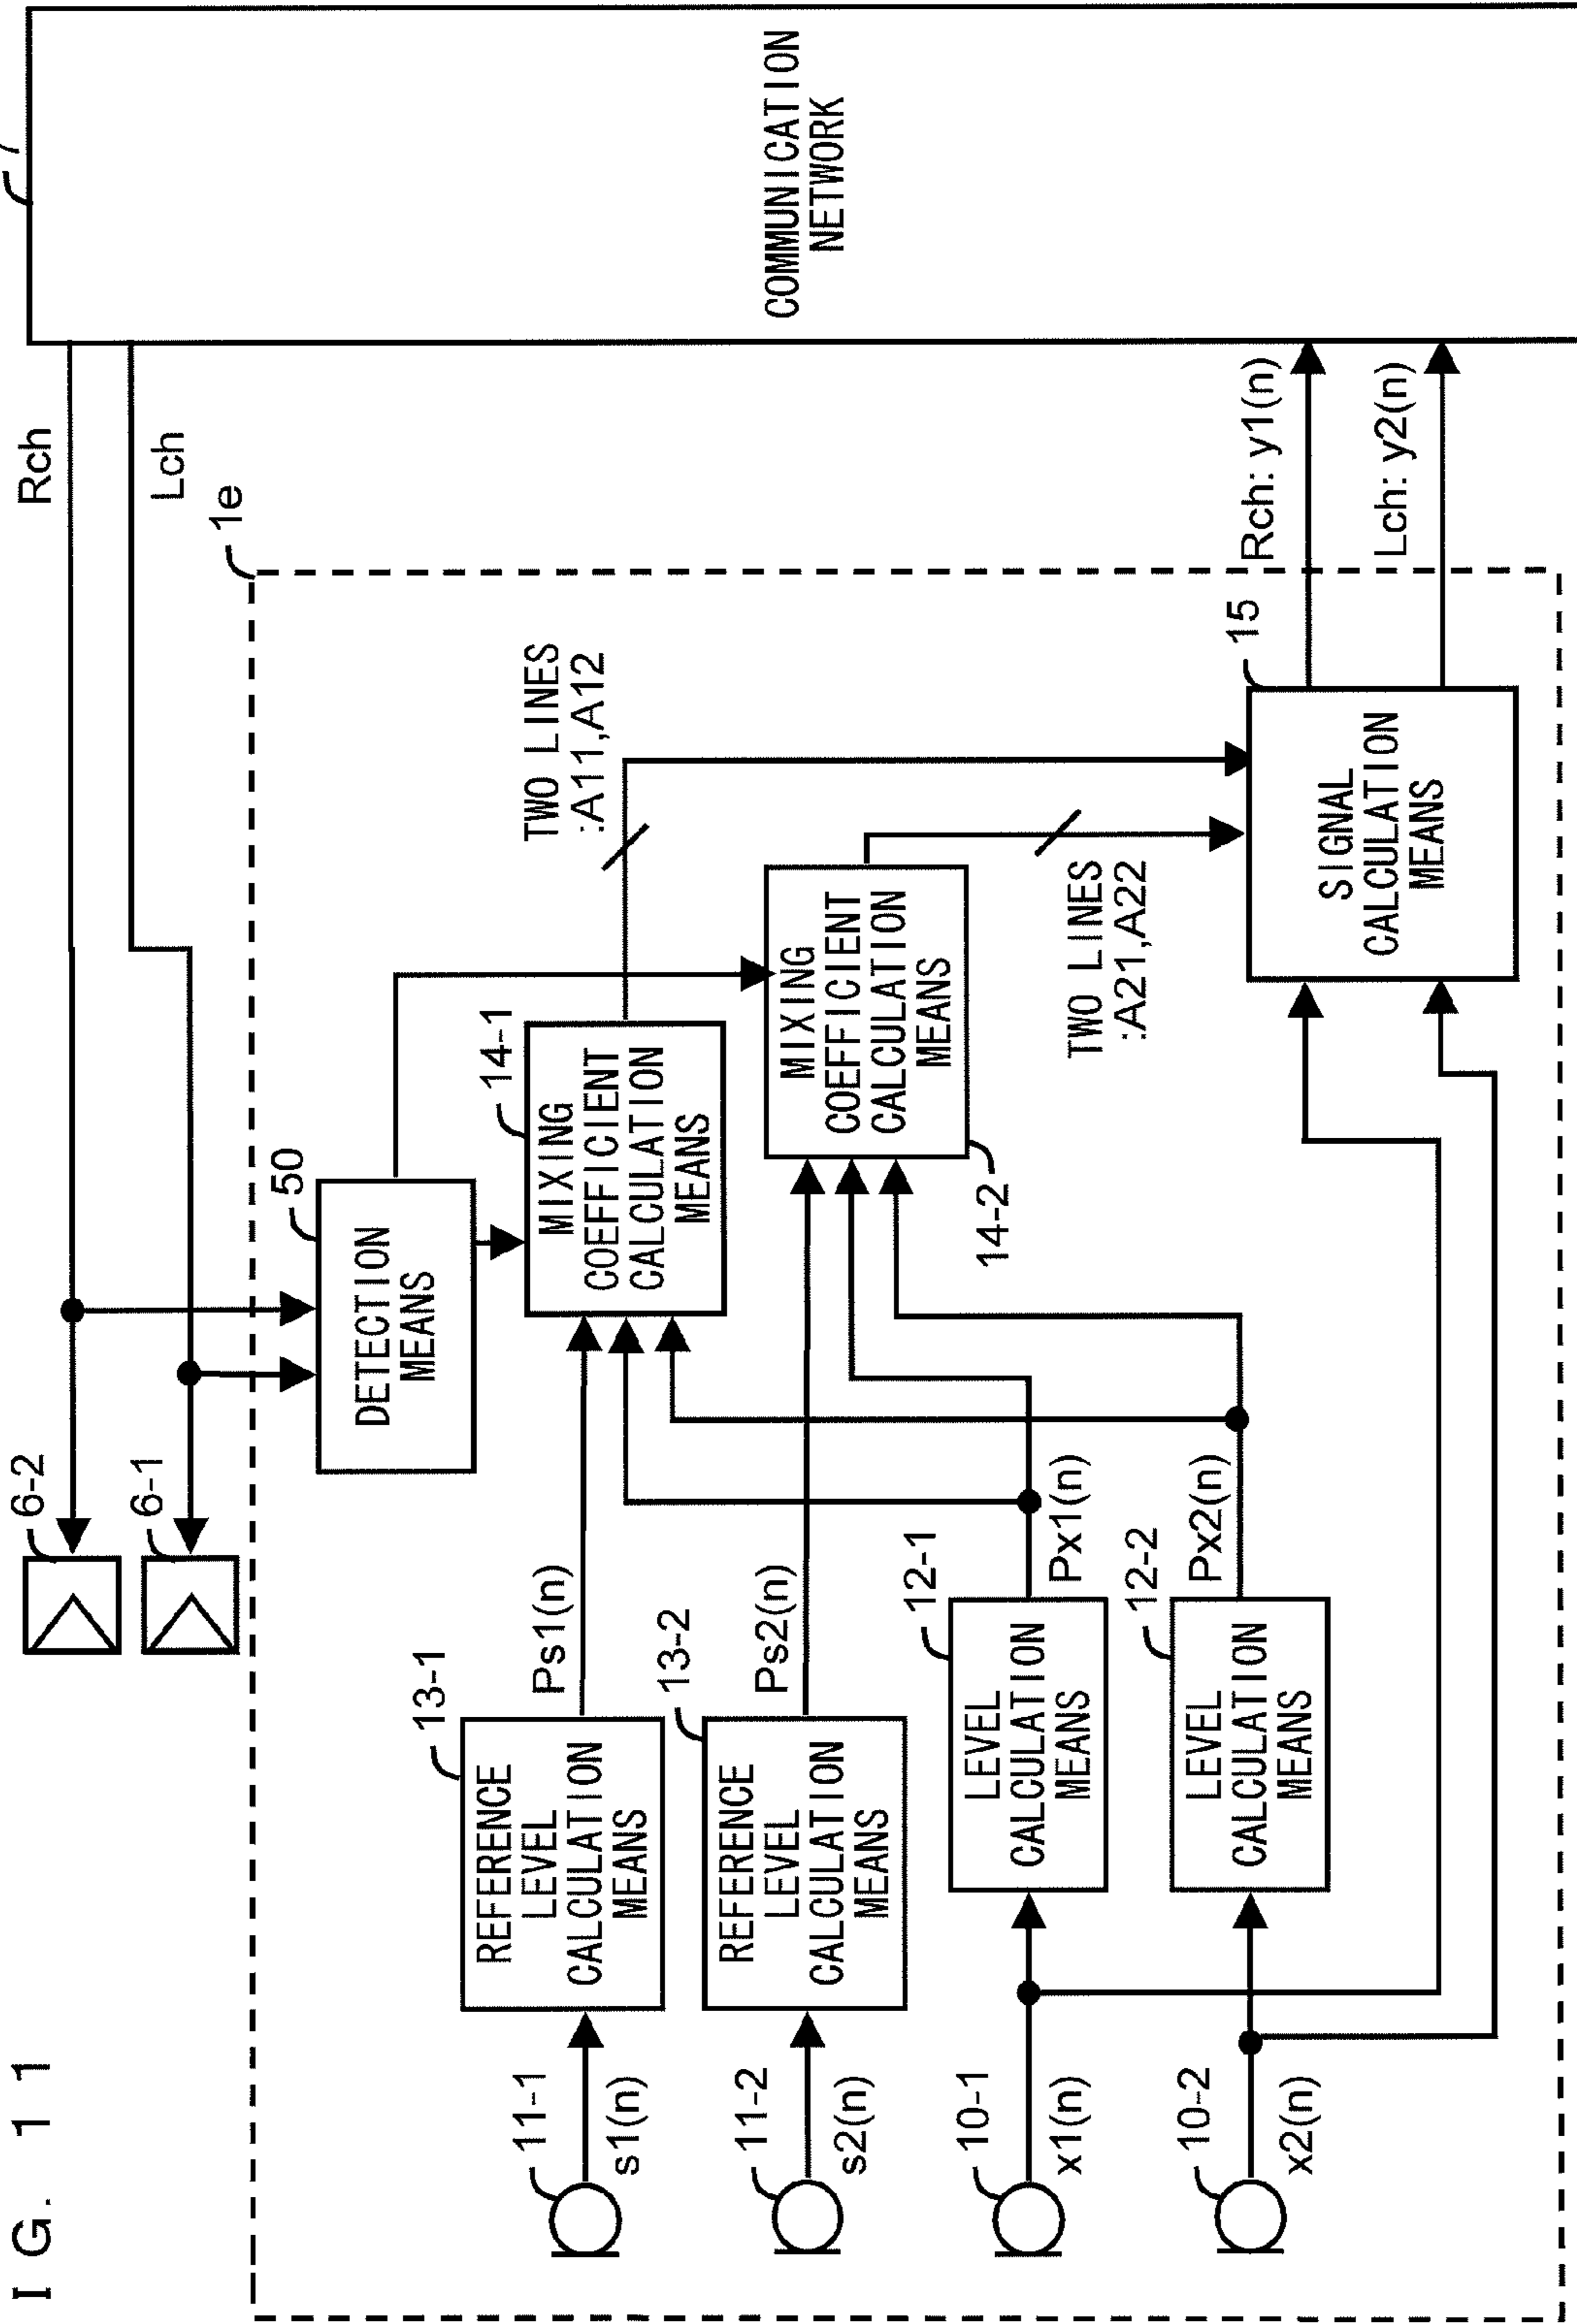 I G. 1 1
7
COMMUNICATION
NETWORK
Rch
Lch
1e
6-2
6-1
50
DETECTION
MEANS
14-1
MIXING
COEFFICIENT
CALCULATION
MEANS
TWO LINES
:A11,A12
MIXING
COEFFICIENT
CALCULATION
MEANS
14-2
TWO LINES
:A21,A22
15
SIGNAL
CALCULATION
MEANS
Rch: y1(n)
Lch: y2(n)
11-1
s1(n)
13-1
REFERENCE
LEVEL
CALCULATION
MEANS
Ps1(n)
11-2
s2(n)
13-2
REFERENCE
LEVEL
CALCULATION
MEANS
Ps2(n)
10-1
x1(n)
12-1
LEVEL
CALCULATION
MEANS
Px1(n)
10-2
x2(n)
12-2
LEVEL
CALCULATION
MEANS
Px2(n)